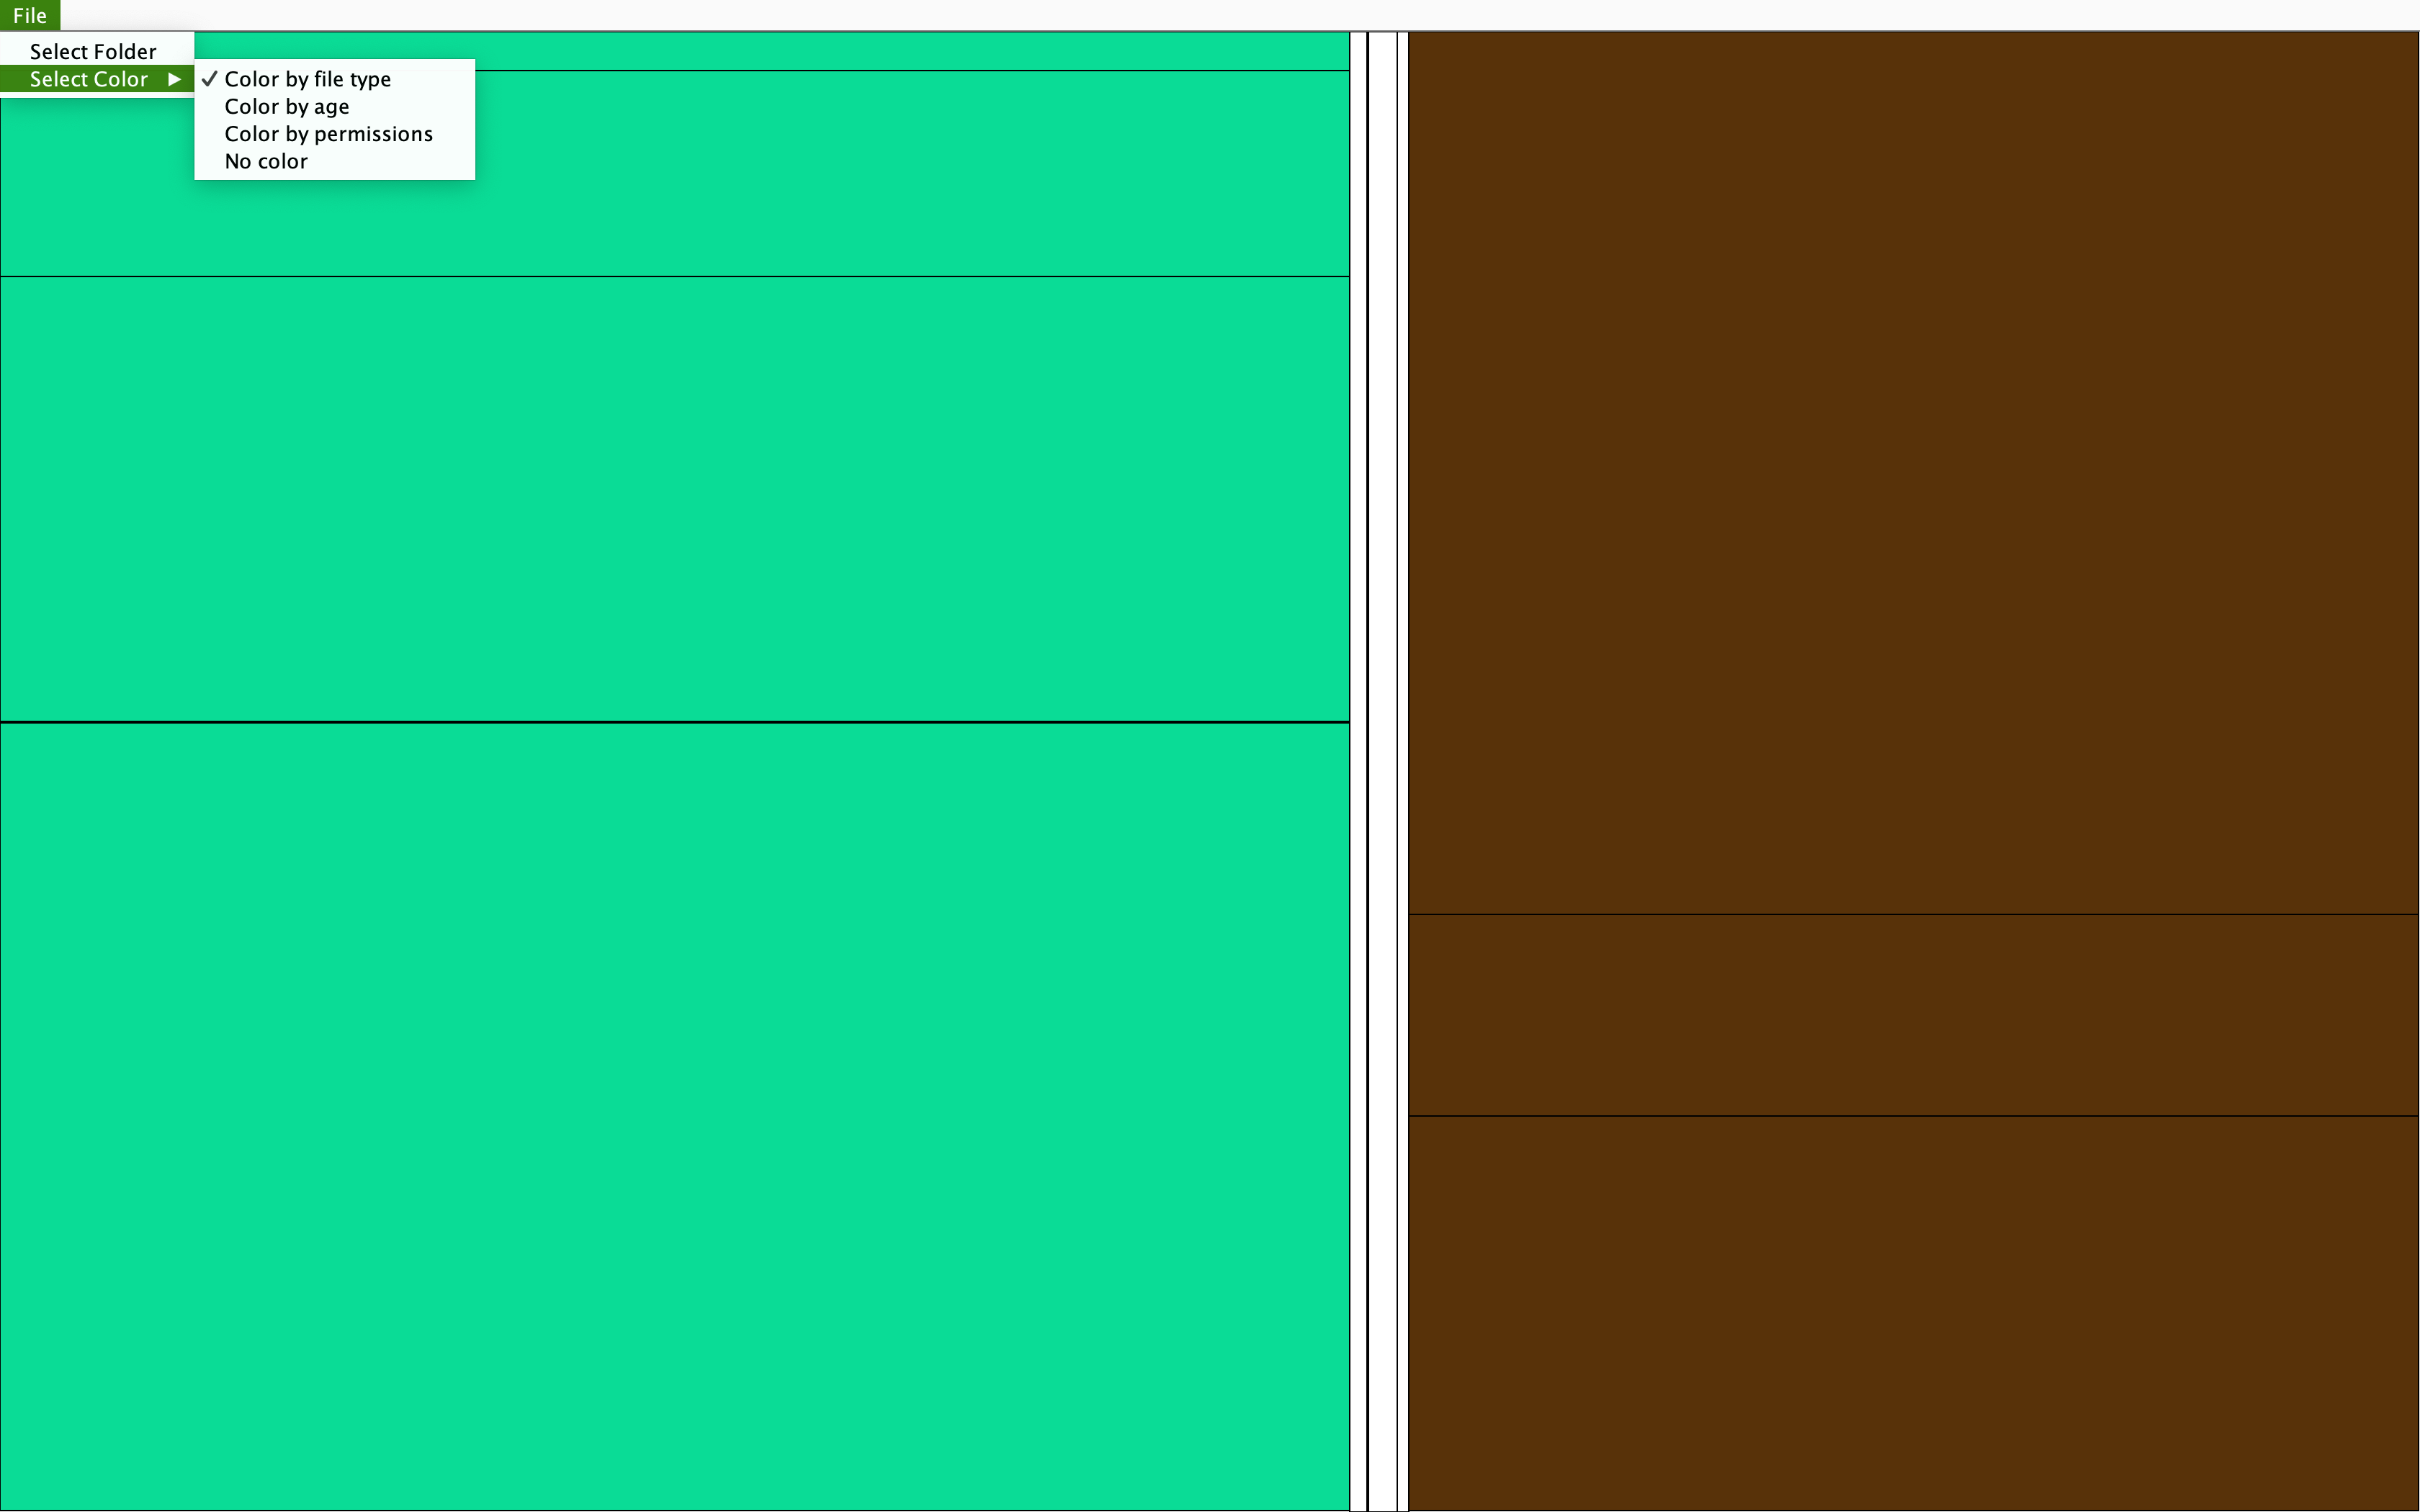 File
Select Folder
Select Color
Color by file type
Color by age
Color by permissions
No color